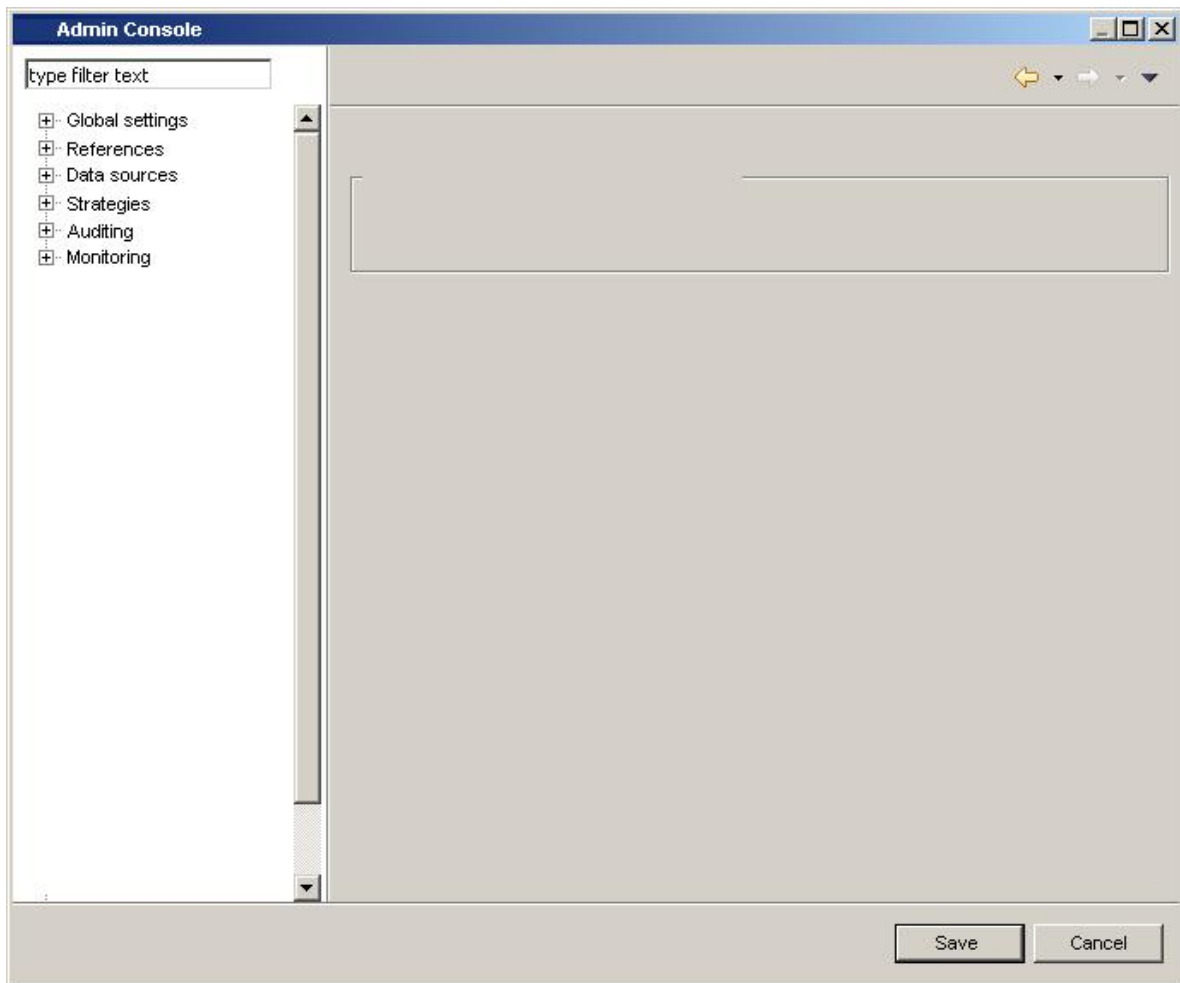 Admin Console
type filter text
Global settings
References
Data sources
Strategies
Auditing
Monitoring
Save
Cancel